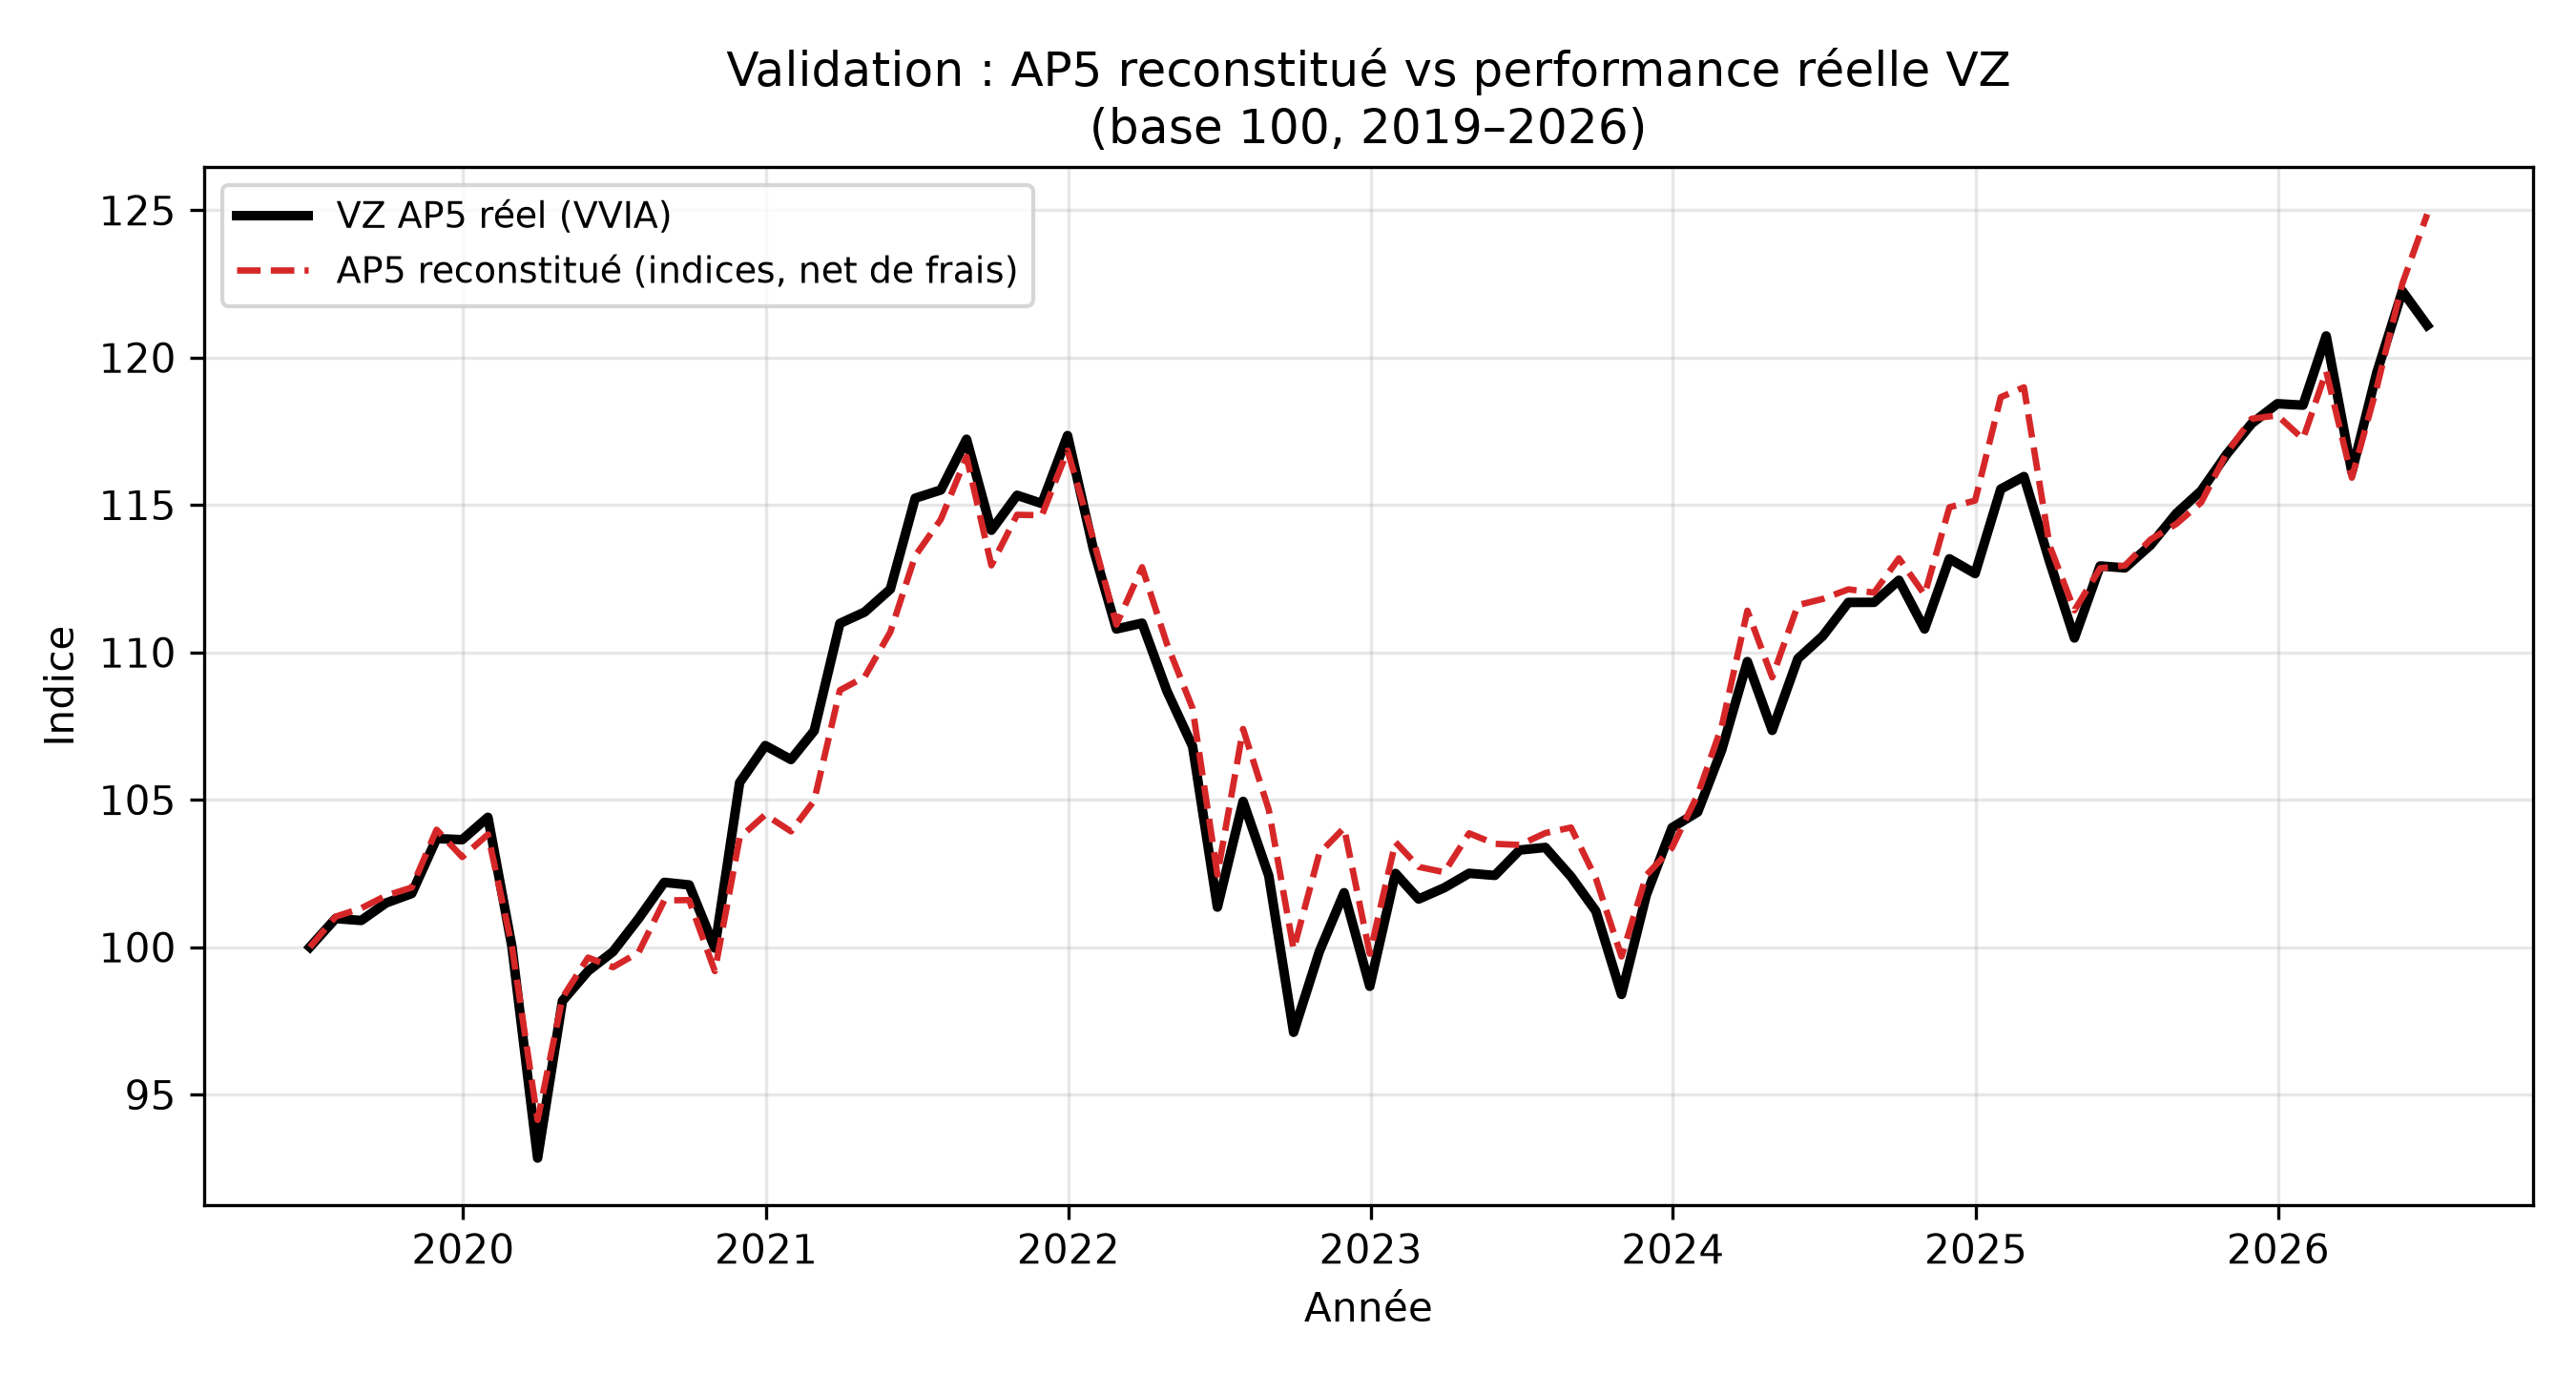 Validation : AP5 reconstitué vs performance réelle VZ
(base 100, 2019–2026)
VZ AP5 réel (VVIA)
AP5 reconstitué (indices, net de frais)
Indice
125
120
115
110
105
100
95
2020 2021 2022 2023 2024 2025 2026
Année